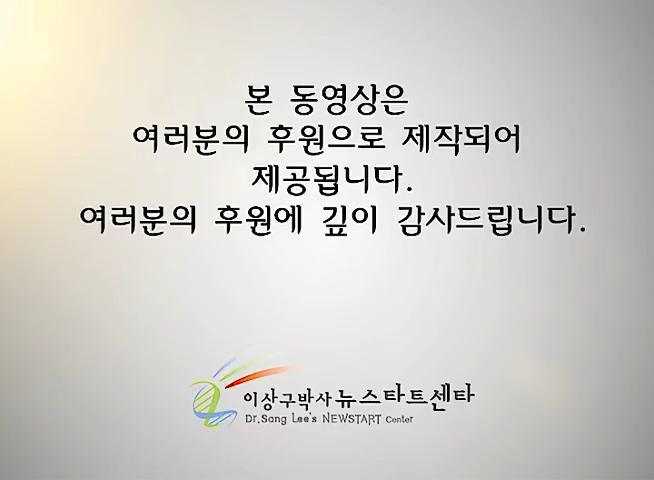 본 동영상은
여러분의 후원으로 제작되어
제공됩니다.
여러분의 후원에 깊이 감사드립니다.
이상구박사 뉴스타트센타
Dr.Sang Lee's NEWSTART Center